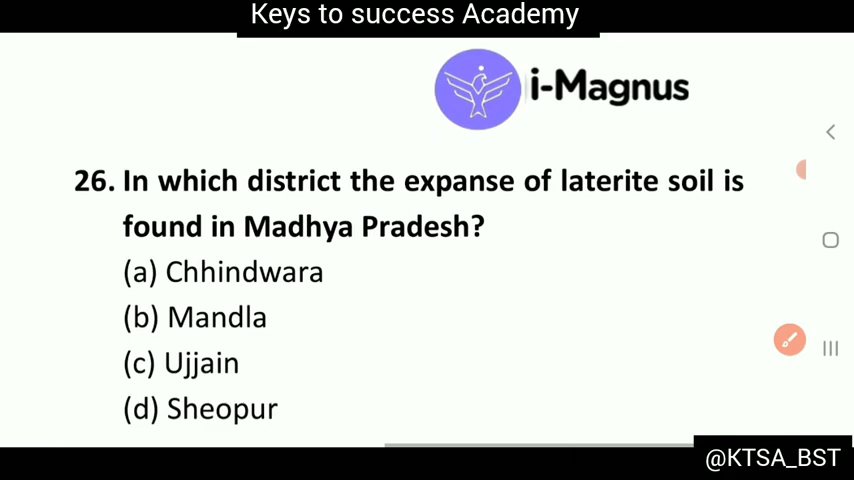 Keys to success Academy
i-Magnus
26. In which district the expanse of laterite soil is
found in Madhya Pradesh?
(a) Chhindwara
(b) Mandla
(c) Ujjain
(d) Sheopur
@KTSA_BST